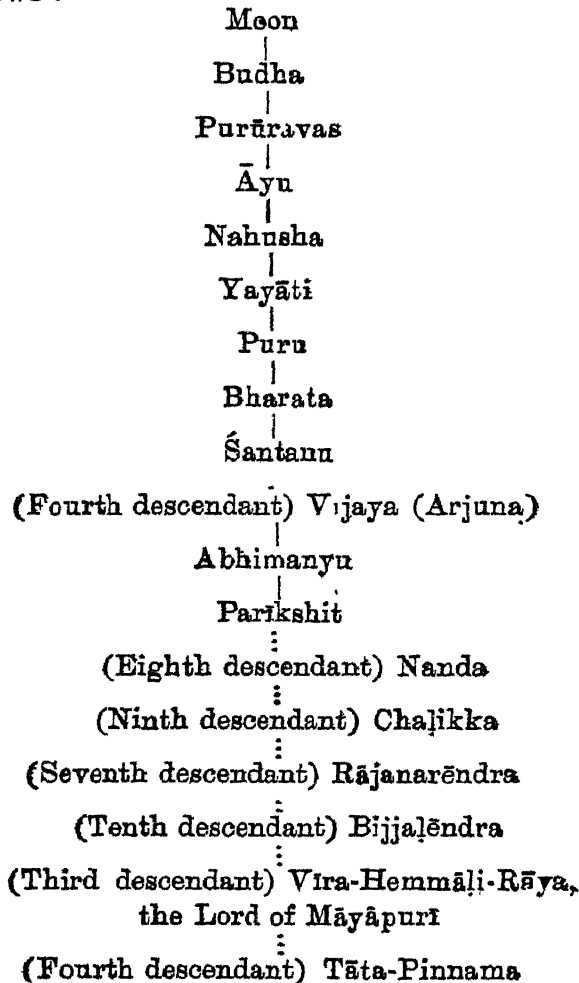 Moon
Budha
Purūravas
Āyu
Nahusha
Yayāti
Puru
Bharata
Śantanu
(Fourth descendant) Vijaya (Arjuna)
Abhimanyu
Parīkshit
(Eighth descendant) Nanda
(Ninth descendant) Chaḷikka
(Seventh descendant) Rājanarēndra
(Tenth descendant) Bijjaḷēndra
(Third descendant) Vīra-Hemmāḷi-Rāya,
the Lord of Māyâpurī
(Fourth descendant) Tāta-Pinnama